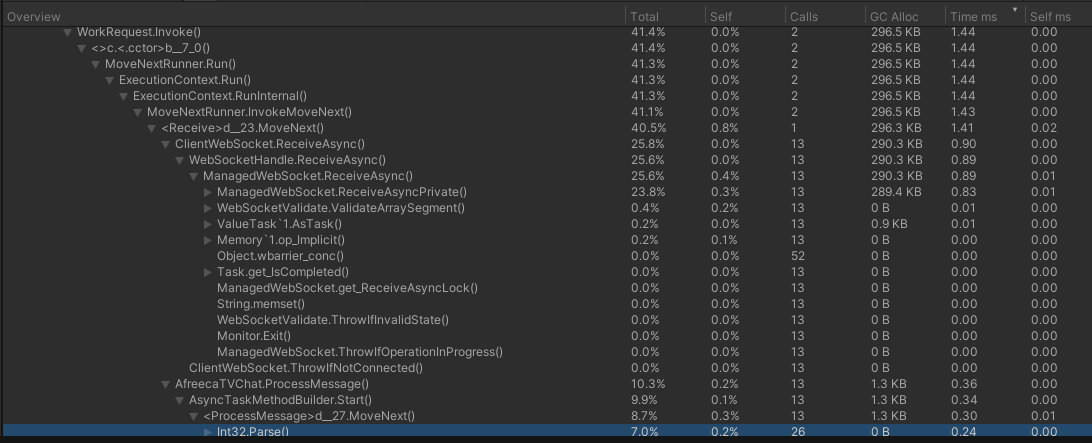 Overview Total Self Calls GC Alloc Time ms Self ms
WorkRequest.Invoke() 41.4% 0.0% 2 296.5 KB 1.44 0.00
<>c.<.cctor>b__7_0() 41.4% 0.0% 2 296.5 KB 1.44 0.00
MoveNextRunner.Run() 41.3% 0.0% 2 296.5 KB 1.44 0.00
ExecutionContext.Run() 41.3% 0.0% 2 296.5 KB 1.44 0.00
ExecutionContext.RunInternal() 41.3% 0.0% 2 296.5 KB 1.44 0.00
MoveNextRunner.InvokeMoveNext() 41.1% 0.0% 2 296.5 KB 1.43 0.00
<Receive>d__23.MoveNext() 40.5% 0.8% 1 296.3 KB 1.41 0.02
ClientWebSocket.ReceiveAsync() 25.8% 0.0% 13 290.3 KB 0.90 0.00
WebSocketHandle.ReceiveAsync() 25.6% 0.0% 13 290.3 KB 0.89 0.00
ManagedWebSocket.ReceiveAsync() 25.6% 0.4% 13 290.3 KB 0.89 0.01
ManagedWebSocket.ReceiveAsyncPrivate() 23.8% 0.3% 13 289.4 KB 0.83 0.01
WebSocketValidate.ValidateArraySegment() 0.4% 0.2% 13 0 B 0.01 0.00
ValueTask`1.AsTask() 0.2% 0.0% 13 0.9 KB 0.01 0.00
Memory`1.op_Implicit() 0.2% 0.1% 13 0 B 0.00 0.00
Object.wbarrier_conc() 0.0% 0.0% 52 0 B 0.00 0.00
Task.get_IsCompleted() 0.0% 0.0% 13 0 B 0.00 0.00
ManagedWebSocket.get_ReceiveAsyncLock() 0.0% 0.0% 13 0 B 0.00 0.00
String.memset() 0.0% 0.0% 13 0 B 0.00 0.00
WebSocketValidate.ThrowIfInvalidState() 0.0% 0.0% 13 0 B 0.00 0.00
Monitor.Exit() 0.0% 0.0% 13 0 B 0.00 0.00
ManagedWebSocket.ThrowIfOperationInProgress() 0.0% 0.0% 13 0 B 0.00 0.00
ClientWebSocket.ThrowIfNotConnected() 0.0% 0.0% 13 0 B 0.00 0.00
AfreecaTVChat.ProcessMessage() 10.3% 0.2% 13 1.3 KB 0.36 0.00
AsyncTaskMethodBuilder.Start() 9.9% 0.1% 13 1.3 KB 0.34 0.00
<ProcessMessage>d__27.MoveNext() 8.7% 0.3% 13 1.3 KB 0.30 0.01
Int32.Parse() 7.0% 0.2% 26 0 B 0.24 0.00